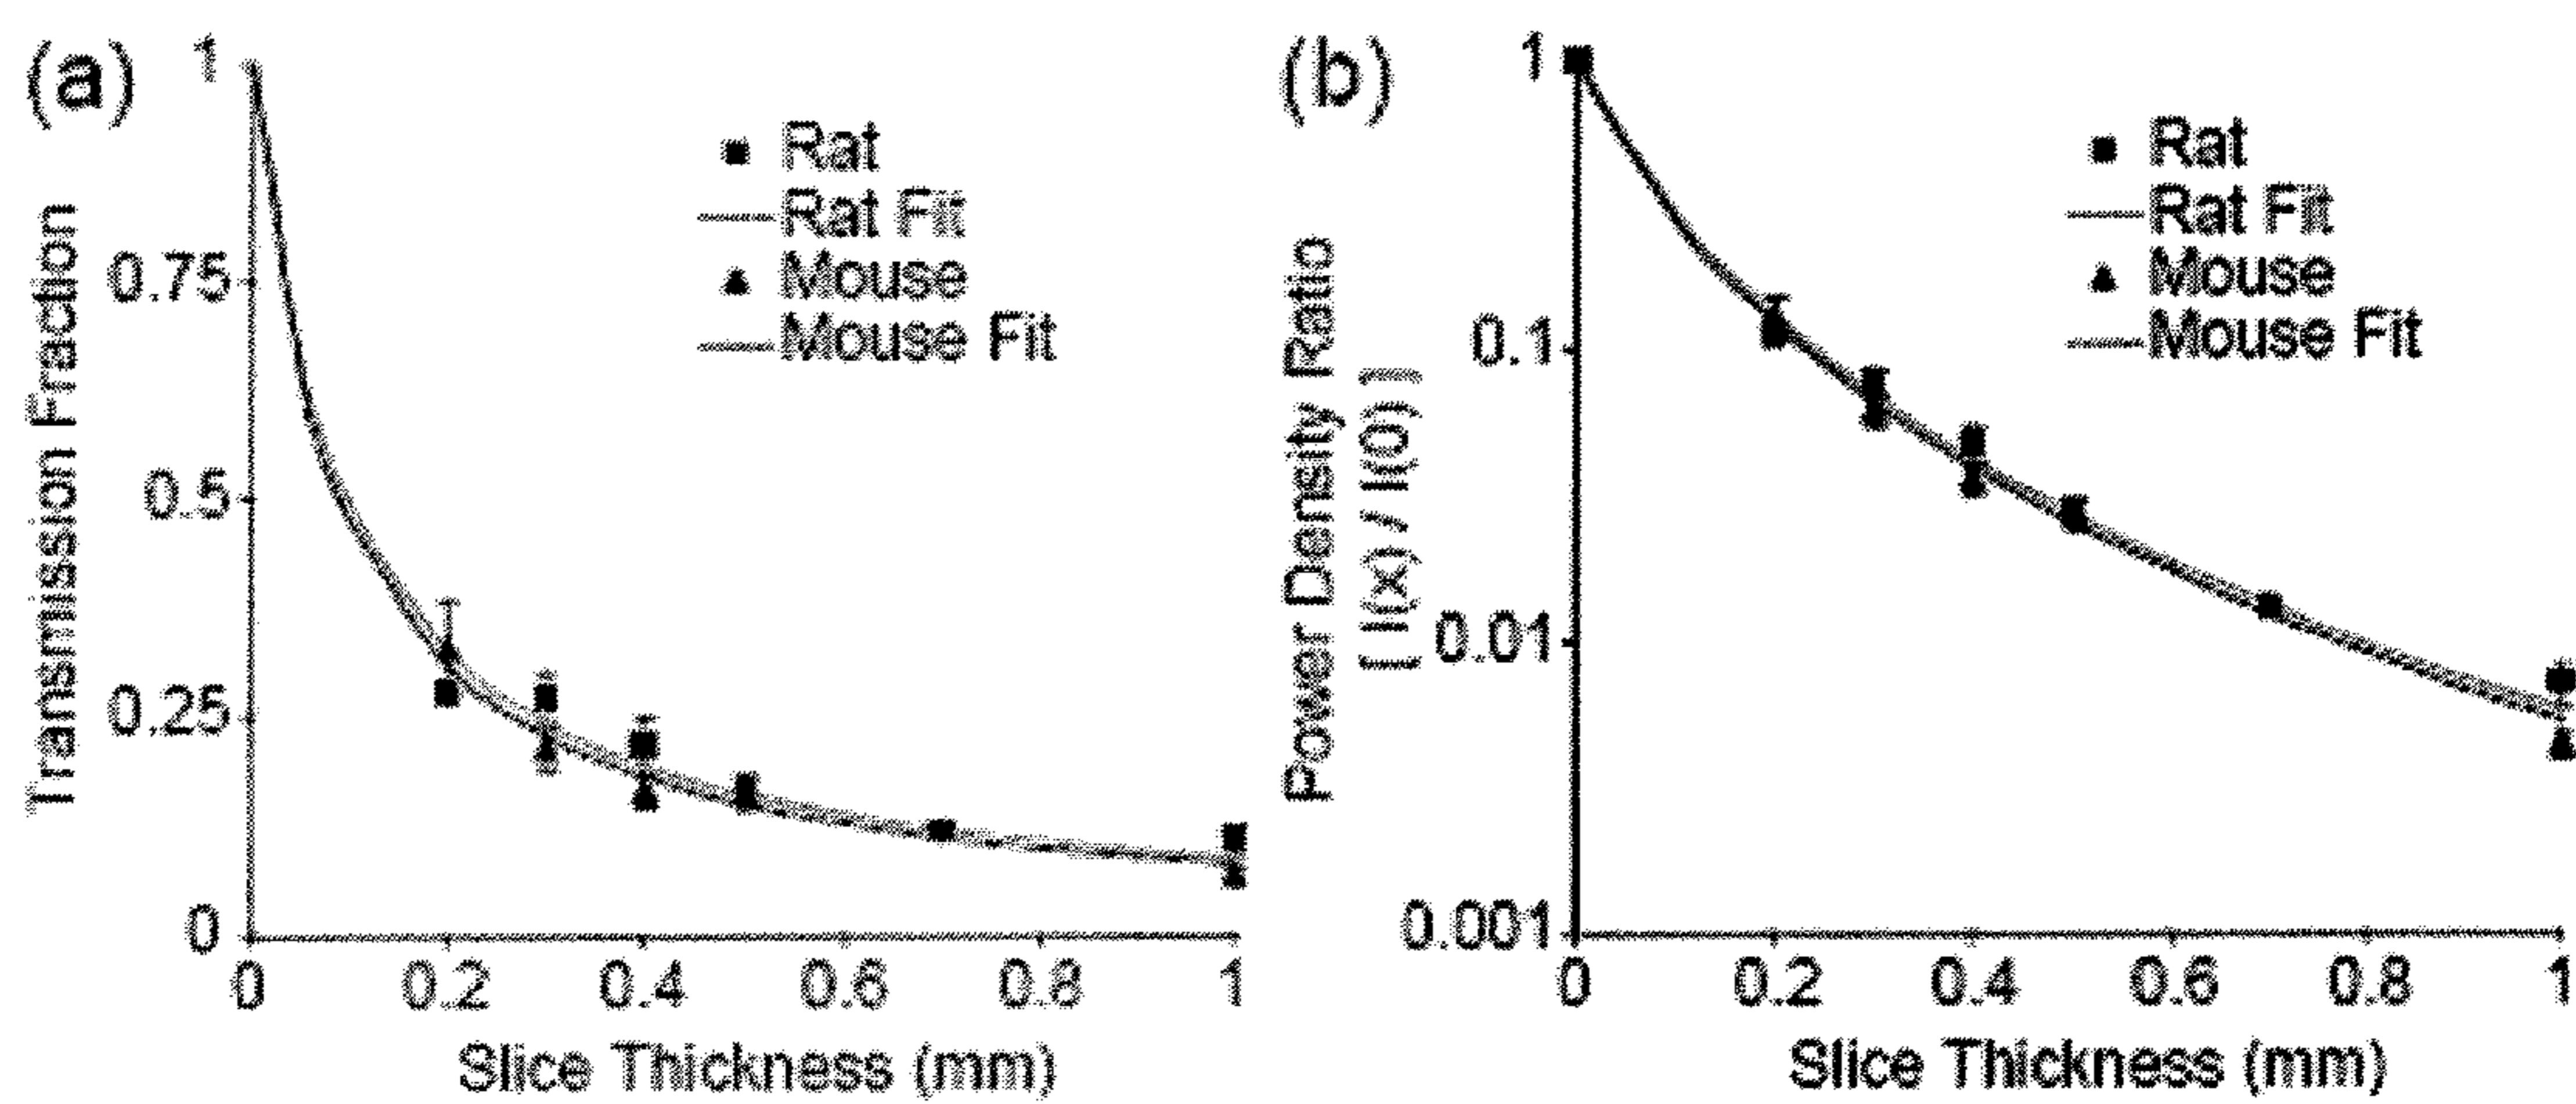 (a)
Transmission Fraction
1
0.75
0.5
0.25
0
Rat
Rat Fit
Mouse
Mouse Fit
0 0.2 0.4 0.6 0.8 1
Slice Thickness (mm)
(b)
Power Density Ratio
[ I(x) / I(0) ]
1
0.1
0.01
0.001
Rat
Rat Fit
Mouse
Mouse Fit
0 0.2 0.4 0.6 0.8 1
Slice Thickness (mm)